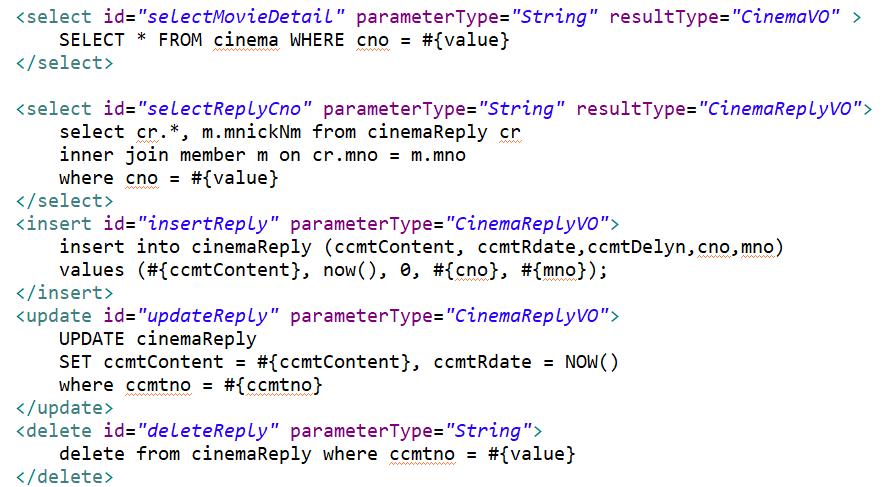 <select id="selectMovieDetail" parameterType="String" resultType="CinemaVO" >
SELECT * FROM cinema WHERE cno = #{value}
</select>
<select id="selectReplyCno" parameterType="String" resultType="CinemaReplyVO">
select cr.*, m.mnickNm from cinemaReply cr
inner join member m on cr.mno = m.mno
where cno = #{value}
</select>
<insert id="insertReply" parameterType="CinemaReplyVO">
insert into cinemaReply (ccmtContent, ccmtRdate,ccmtDelyn,cno,mno)
values (#{ccmtContent}, now(), 0, #{cno}, #{mno});
</insert>
<update id="updateReply" parameterType="CinemaReplyVO">
UPDATE cinemaReply
SET ccmtContent = #{ccmtContent}, ccmtRdate = NOW()
where ccmtno = #{ccmtno}
</update>
<delete id="deleteReply" parameterType="String">
delete from cinemaReply where ccmtno = #{value}
</delete>